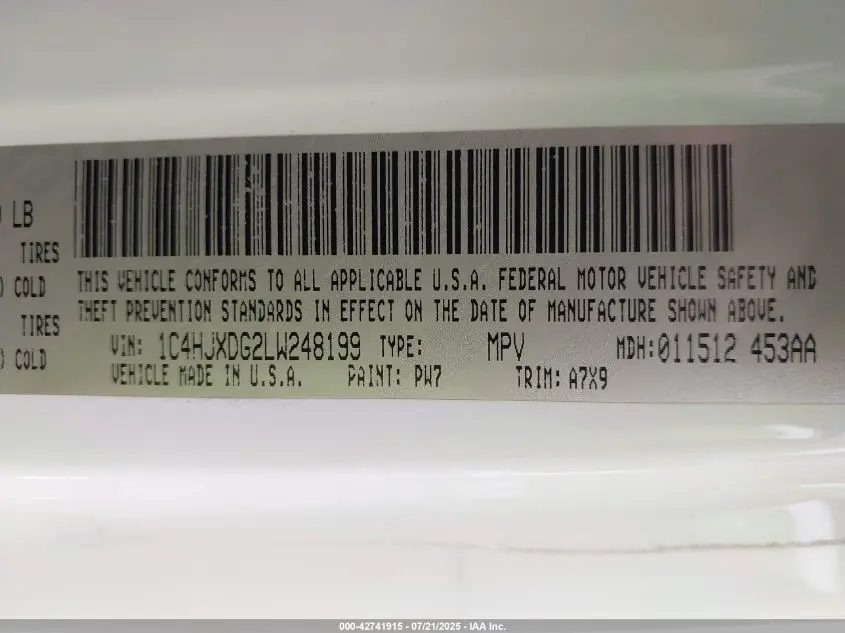 LB
TIRES
) COLD
TIRES
) COLD
THIS VEHICLE CONFORMS TO ALL APPLICABLE U.S.A. FEDERAL MOTOR VEHICLE SAFETY AND
THEFT PREVENTION STANDARDS IN EFFECT ON THE DATE OF MANUFACTURE SHOWN ABOVE.
VIN: 1C4HJXDG2LW248199 TYPE: MPV MDH:011512 453AA
VEHICLE MADE IN U.S.A. PAINT: PW7 TRIM: A7X9
000-42741915 - 07/21/2025 - IAA Inc.